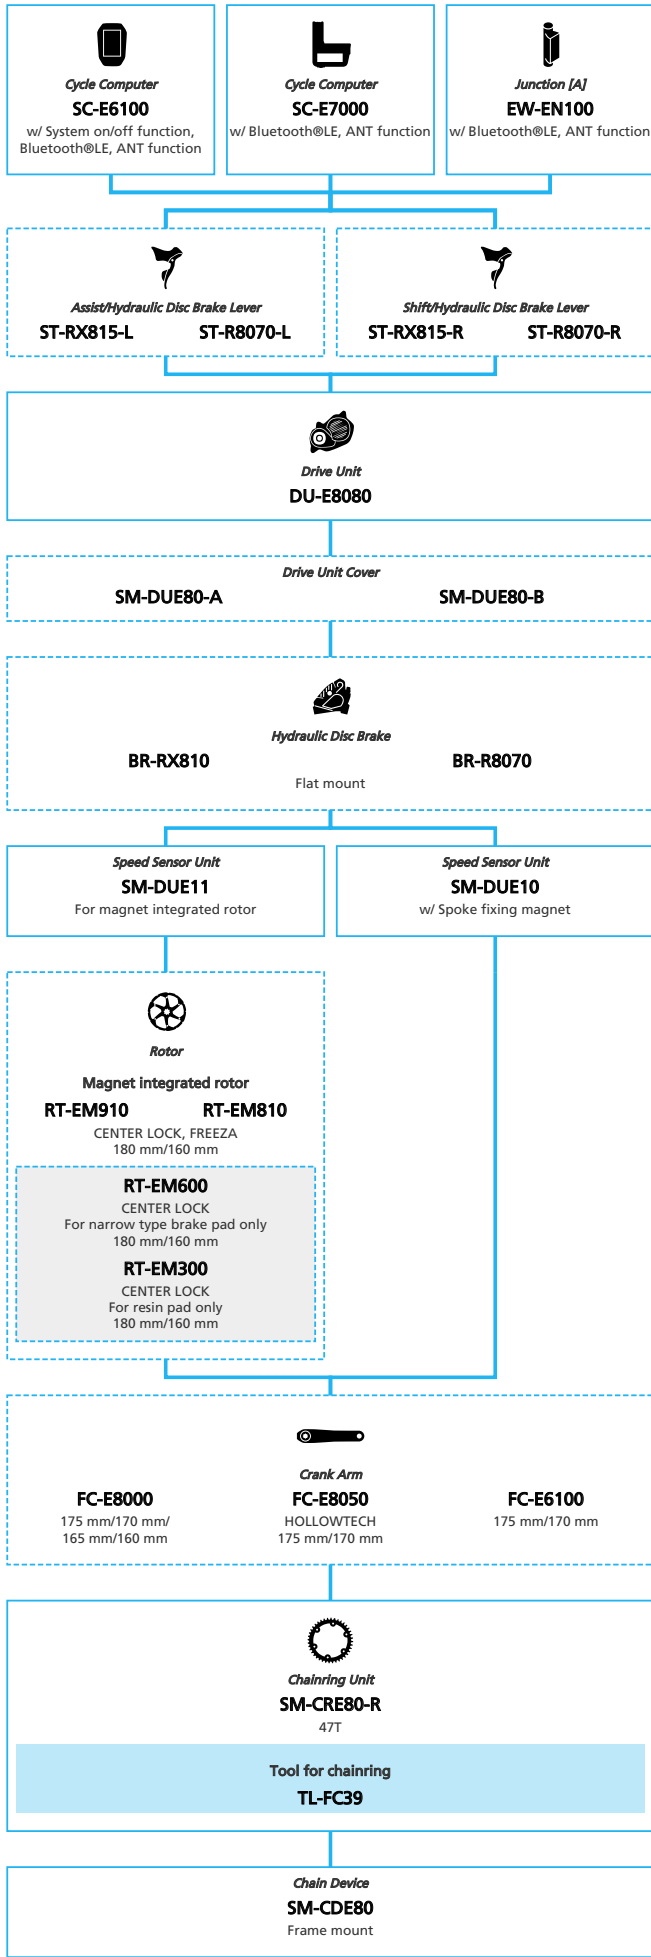 Cycle Computer
SC-E6100
w/ System on/off function,
Bluetooth®LE, ANT function
Cycle Computer
SC-E7000
w/ Bluetooth®LE, ANT function
Junction [A]
EW-EN100
w/ Bluetooth®LE, ANT function
Assist/Hydraulic Disc Brake Lever
ST-RX815-L ST-R8070-L
Shift/Hydraulic Disc Brake Lever
ST-RX815-R ST-R8070-R
Drive Unit
DU-E8080
Drive Unit Cover
SM-DUE80-A SM-DUE80-B
Hydraulic Disc Brake
BR-RX810 BR-R8070
Flat mount
Speed Sensor Unit
SM-DUE11
For magnet integrated rotor
Speed Sensor Unit
SM-DUE10
w/ Spoke fixing magnet
Rotor
Magnet integrated rotor
RT-EM910 RT-EM810
CENTER LOCK, FREEZA
180 mm/160 mm
RT-EM600
CENTER LOCK
For narrow type brake pad only
180 mm/160 mm
RT-EM300
CENTER LOCK
For resin pad only
180 mm/160 mm
Crank Arm
FC-E8000
175 mm/170 mm/
165 mm/160 mm
FC-E8050
HOLLOWTECH
175 mm/170 mm
FC-E6100
175 mm/170 mm
Chainring Unit
SM-CRE80-R
47T
Tool for chainring
TL-FC39
Chain Device
SM-CDE80
Frame mount